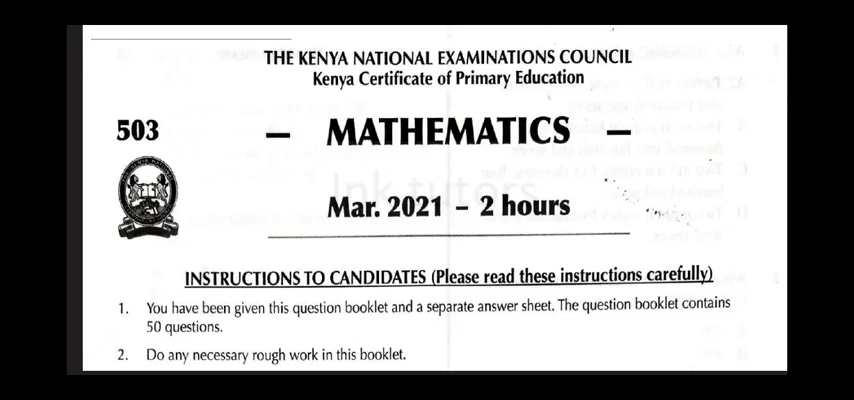 THE KENYA NATIONAL EXAMINATIONS COUNCIL
Kenya Certificate of Primary Education
503
— MATHEMATICS —
Ink tutors
Mar. 2021 – 2 hours
INSTRUCTIONS TO CANDIDATES (Please read these instructions carefully)
1. You have been given this question booklet and a separate answer sheet. The question booklet contains
50 questions.
2. Do any necessary rough work in this booklet.